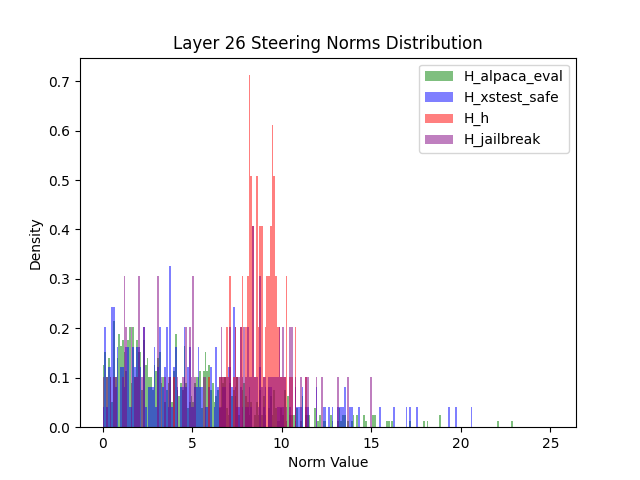 Layer 26 Steering Norms Distribution
H_alpaca_eval
H_xstest_safe
H_h
H_jailbreak
0.7
0.6
0.5
0.4
0.3
0.2
0.1
0.0
Density
0
5
10
15
20
25
Norm Value